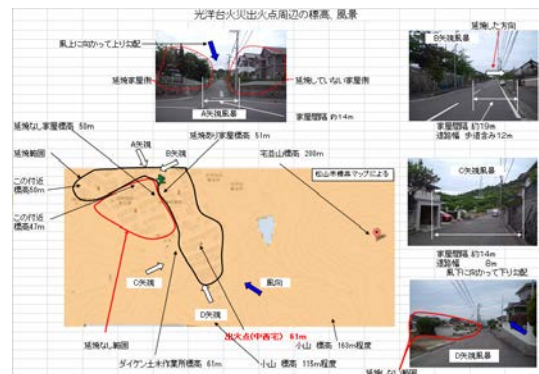 光洋台火災出火点周辺の標高, 風景
風上に向かって上り勾配
延焼家屋側
延焼していない家屋側
A矢視風景
家屋間隔 約14m
延焼した方向
B矢視風景
家屋間隔 約19m
道路幅 歩道含み12m
延焼なし家屋標高 50m
延焼あり家屋標高 51m
A矢視
B矢視
延焼範囲
この付近
標高50m
この付近
標高47m
松山市標高マップによる
C矢視風景
家屋間隔 約14m
道路幅 8m
風下に向かって下り勾配
C矢視
D矢視
風向
出火点(中西宅) 61m
延焼なし範囲
ダイケン土木作業所標高 61m
小山 標高 115m程度
小山 標高 163m程度
D矢視風景
延焼なし範囲